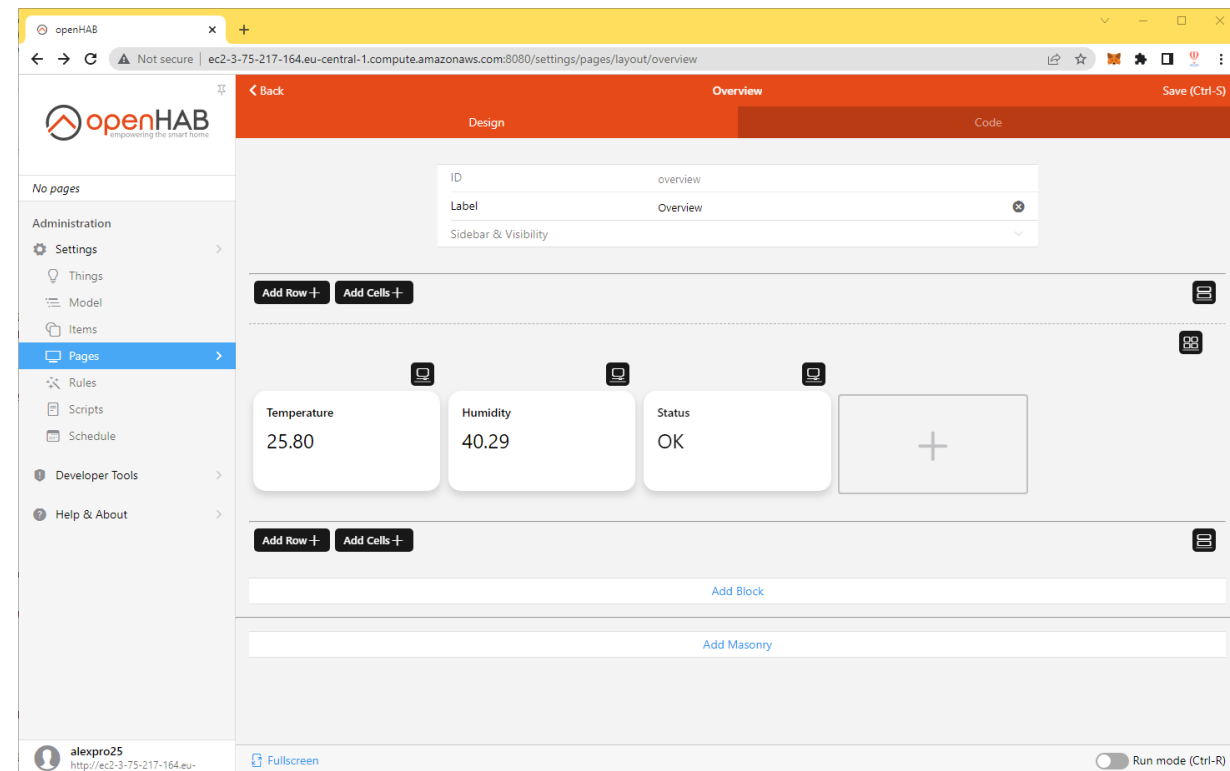 openHAB
Not secure | ec2-3-75-217-164.eu-central-1.compute.amazonaws.com:8080/settings/pages/layout/overview
openHAB
empowering the smart home
Back
Overview
Save (Ctrl-S)
Design
Code
No pages
Administration
Settings
Things
Model
Items
Pages
Rules
Scripts
Schedule
Developer Tools
Help & About
ID overview
Label Overview
Sidebar & Visibility
Add Row Add Cells
Temperature
25.80
Humidity
40.29
Status
OK
Add Row Add Cells
Add Block
Add Masonry
alexpro25
http://ec2-3-75-217-164.eu-
Fullscreen
Run mode (Ctrl-R)